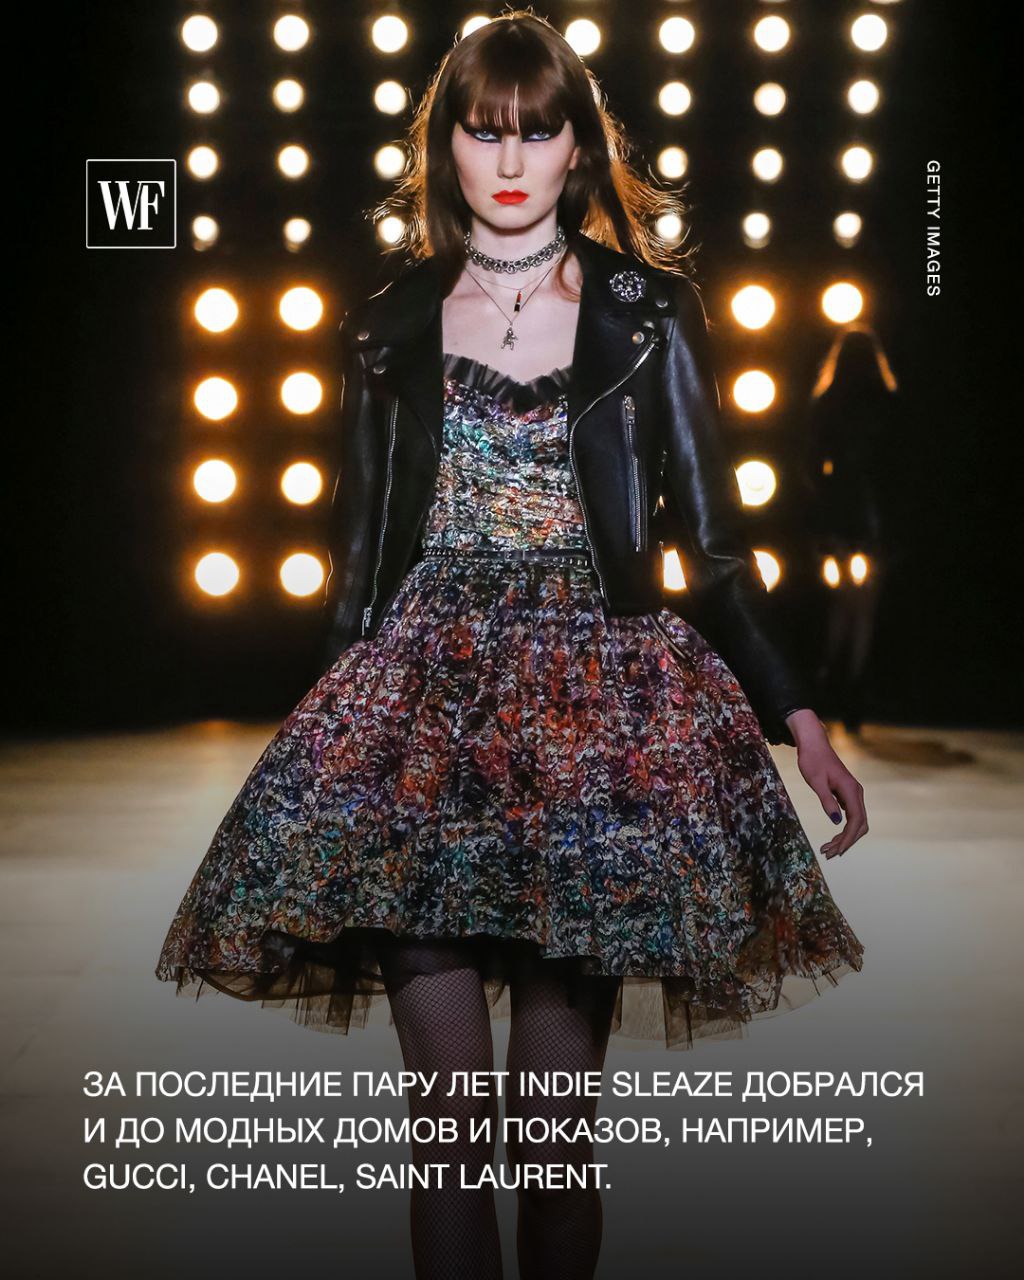 WF
GETTY IMAGES
ЗА ПОСЛЕДНИЕ ПАРУ ЛЕТ INDIE SLEAZE ДОБРАЛСЯ
И ДО МОДНЫХ ДОМОВ И ПОКАЗОВ, НАПРИМЕР,
GUCCI, CHANEL, SAINT LAURENT.